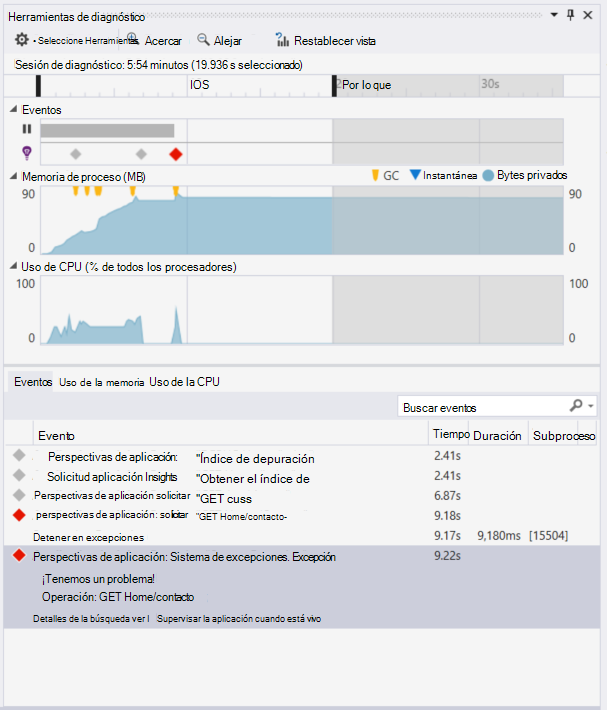 Herramientas de diagnóstico
Seleccione Herramientas Acercar Alejar Restablecer vista
Sesión de diagnóstico: 5:54 minutos (19.936 s seleccionado)
IOS Por lo que 30s
Eventos
Memoria de proceso (MB) GC Instantánea Bytes privados
90 90
0 0
Uso de CPU (% de todos los procesadores)
100 100
0 0
Eventos Uso de la memoria Uso de la CPU
Buscar eventos
Evento Tiempo Duración Subproceso
Perspectivas de aplicación: "Índice de depuración 2.41s
Solicitud aplicación Insights "Obtener el índice de 2.41s
Perspectivas de aplicación solicitar "GET cuss 6.87s
perspectivas de aplicación: solicitar "GET Home/contacto- 9.18s
Detener en excepciones 9.17s 9,180ms [15504]
Perspectivas de aplicación: Sistema de excepciones. Excepción 9.22s
¡Tenemos un problema!
Operación: GET Home/contacto
Detalles de la búsqueda ver l Supervisar la aplicación cuando está vivo